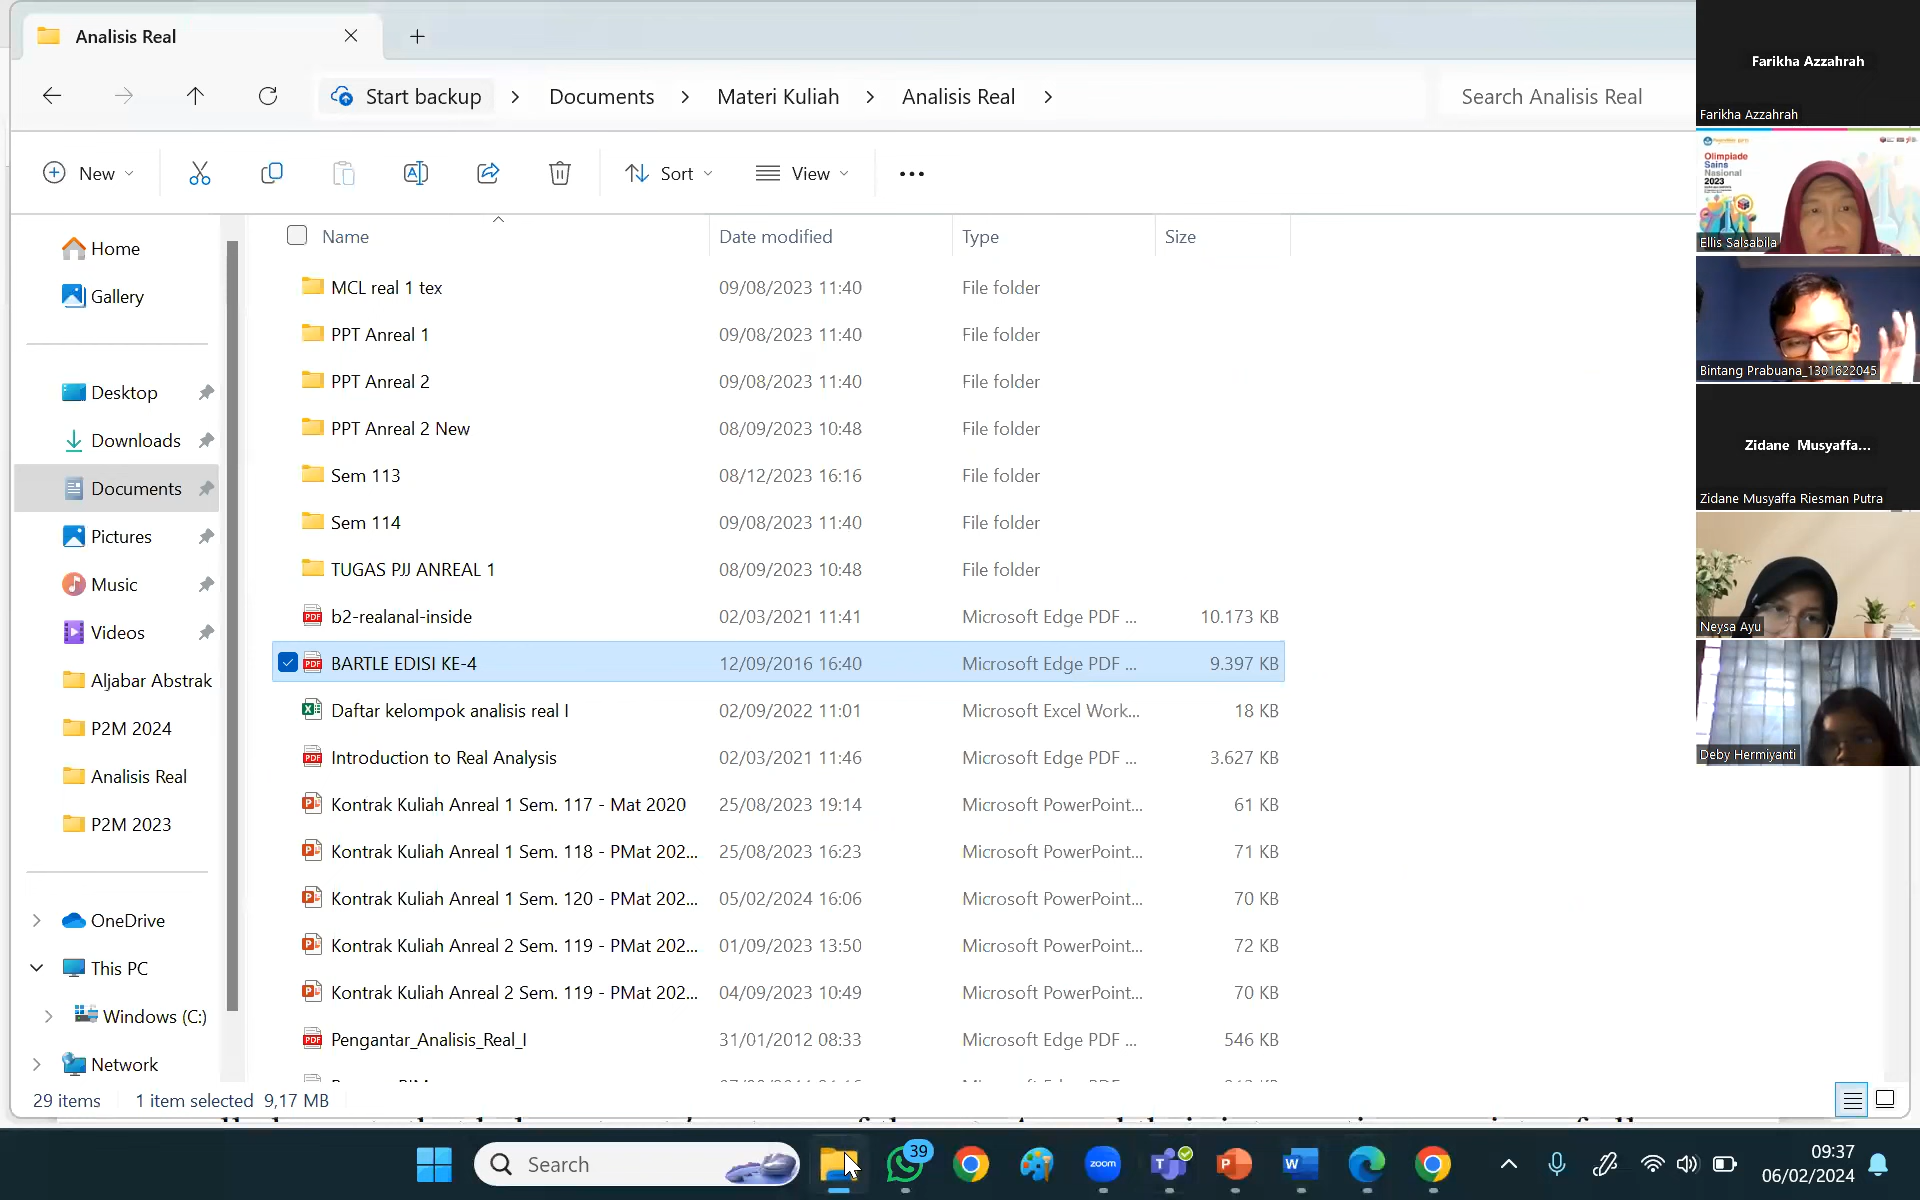 Analisis Real
Start backup > Documents > Materi Kuliah > Analisis Real >
Search Analisis Real
New
Sort
View
Name Date modified Type Size
MCL real 1 tex 09/08/2023 11:40 File folder
PPT Anreal 1 09/08/2023 11:40 File folder
PPT Anreal 2 09/08/2023 11:40 File folder
PPT Anreal 2 New 08/09/2023 10:48 File folder
Sem 113 08/12/2023 16:16 File folder
Sem 114 09/08/2023 11:40 File folder
TUGAS PJJ ANREAL 1 08/09/2023 10:48 File folder
b2-realanal-inside 02/03/2021 11:41 Microsoft Edge PDF ... 10.173 KB
BARTLE EDISI KE-4 12/09/2016 16:40 Microsoft Edge PDF ... 9.397 KB
Daftar kelompok analisis real I 02/09/2022 11:01 Microsoft Excel Work... 18 KB
Introduction to Real Analysis 02/03/2021 11:46 Microsoft Edge PDF ... 3.627 KB
Kontrak Kuliah Anreal 1 Sem. 117 - Mat 2020 25/08/2023 19:14 Microsoft PowerPoint... 61 KB
Kontrak Kuliah Anreal 1 Sem. 118 - PMat 202... 25/08/2023 16:23 Microsoft PowerPoint... 71 KB
Kontrak Kuliah Anreal 1 Sem. 120 - PMat 202... 05/02/2024 16:06 Microsoft PowerPoint... 70 KB
Kontrak Kuliah Anreal 2 Sem. 119 - PMat 202... 01/09/2023 13:50 Microsoft PowerPoint... 72 KB
Kontrak Kuliah Anreal 2 Sem. 119 - PMat 202... 04/09/2023 10:49 Microsoft PowerPoint... 70 KB
Pengantar_Analisis_Real_I 31/01/2012 08:33 Microsoft Edge PDF ... 546 KB
Home
Gallery
Desktop
Downloads
Documents
Pictures
Music
Videos
Aljabar Abstrak
P2M 2024
Analisis Real
P2M 2023
OneDrive
This PC
Windows (C:)
Network
29 items 1 item selected 9,17 MB
Farikha Azzahrah
Farikha Azzahrah
Olimpiade
Sains
Nasional
2023
Ellis Salsabila
Bintang Prabuana_1301622045
Zidane Musyaffa...
Zidane Musyaffa Riesman Putra
Neysa Ayu
Deby Hermiyanti
Search
39
zoom
09:37
06/02/2024